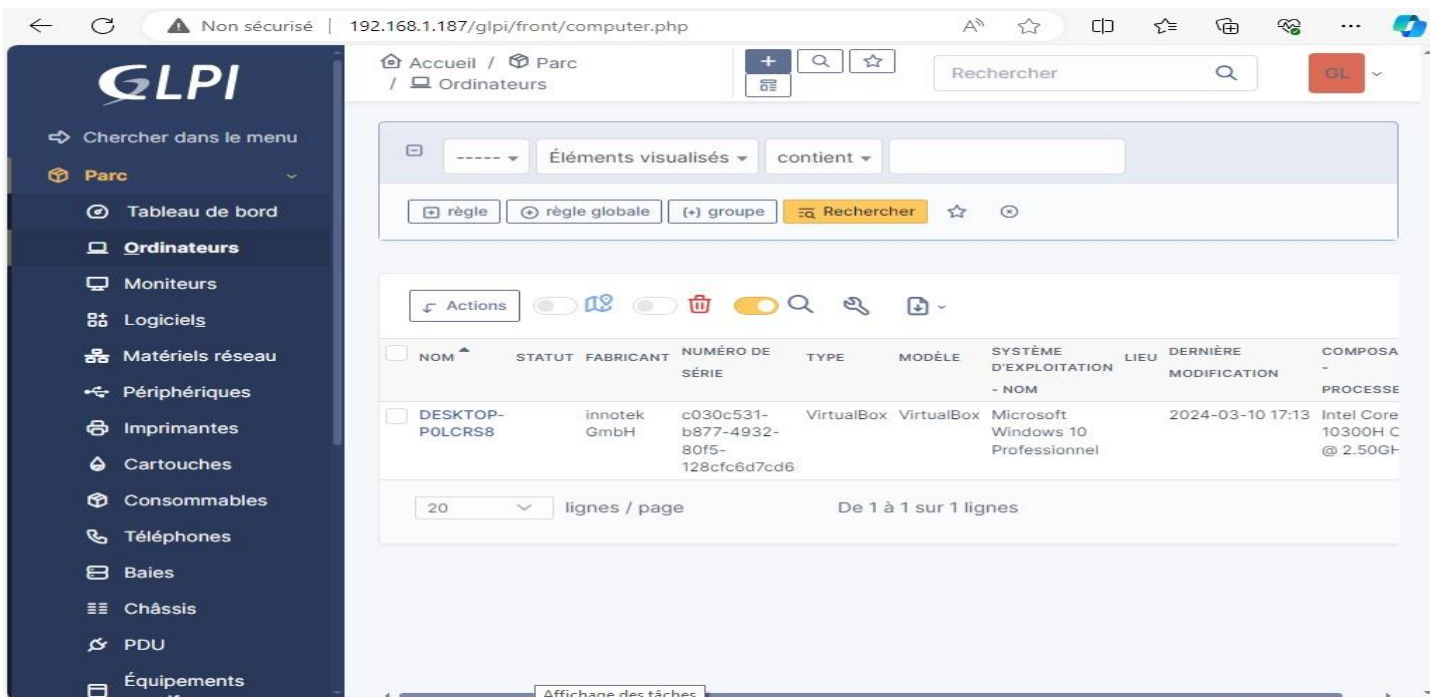 Non sécurisé | 192.168.1.187/glpi/front/computer.php
GLPI
Chercher dans le menu
Parc
Tableau de bord
Ordinateurs
Moniteurs
Logiciels
Matériels réseau
Périphériques
Imprimantes
Cartouches
Consommables
Téléphones
Baies
Châssis
PDU
Équipements
Accueil / Parc
/ Ordinateurs
Rechercher
GL
----- Éléments visualisés contient
règle règle globale (+) groupe Rechercher
Actions
NOM
STATUT
FABRICANT
NUMÉRO DE
SÉRIE
TYPE
MODÈLE
SYSTÈME
D'EXPLOITATION
- NOM
LIEU
DERNIÈRE
MODIFICATION
COMPOSA
-
PROCESSE
DESKTOP-
P0LCRS8
innotek
GmbH
c030c531-
b877-4932-
80f5-
128cfc6d7cd6
VirtualBox
VirtualBox
Microsoft
Windows 10
Professionnel
2024-03-10 17:13
Intel Core
10300H C
@ 2.50GH
20 lignes / page
De 1 à 1 sur 1 lignes
Affichage des tâches